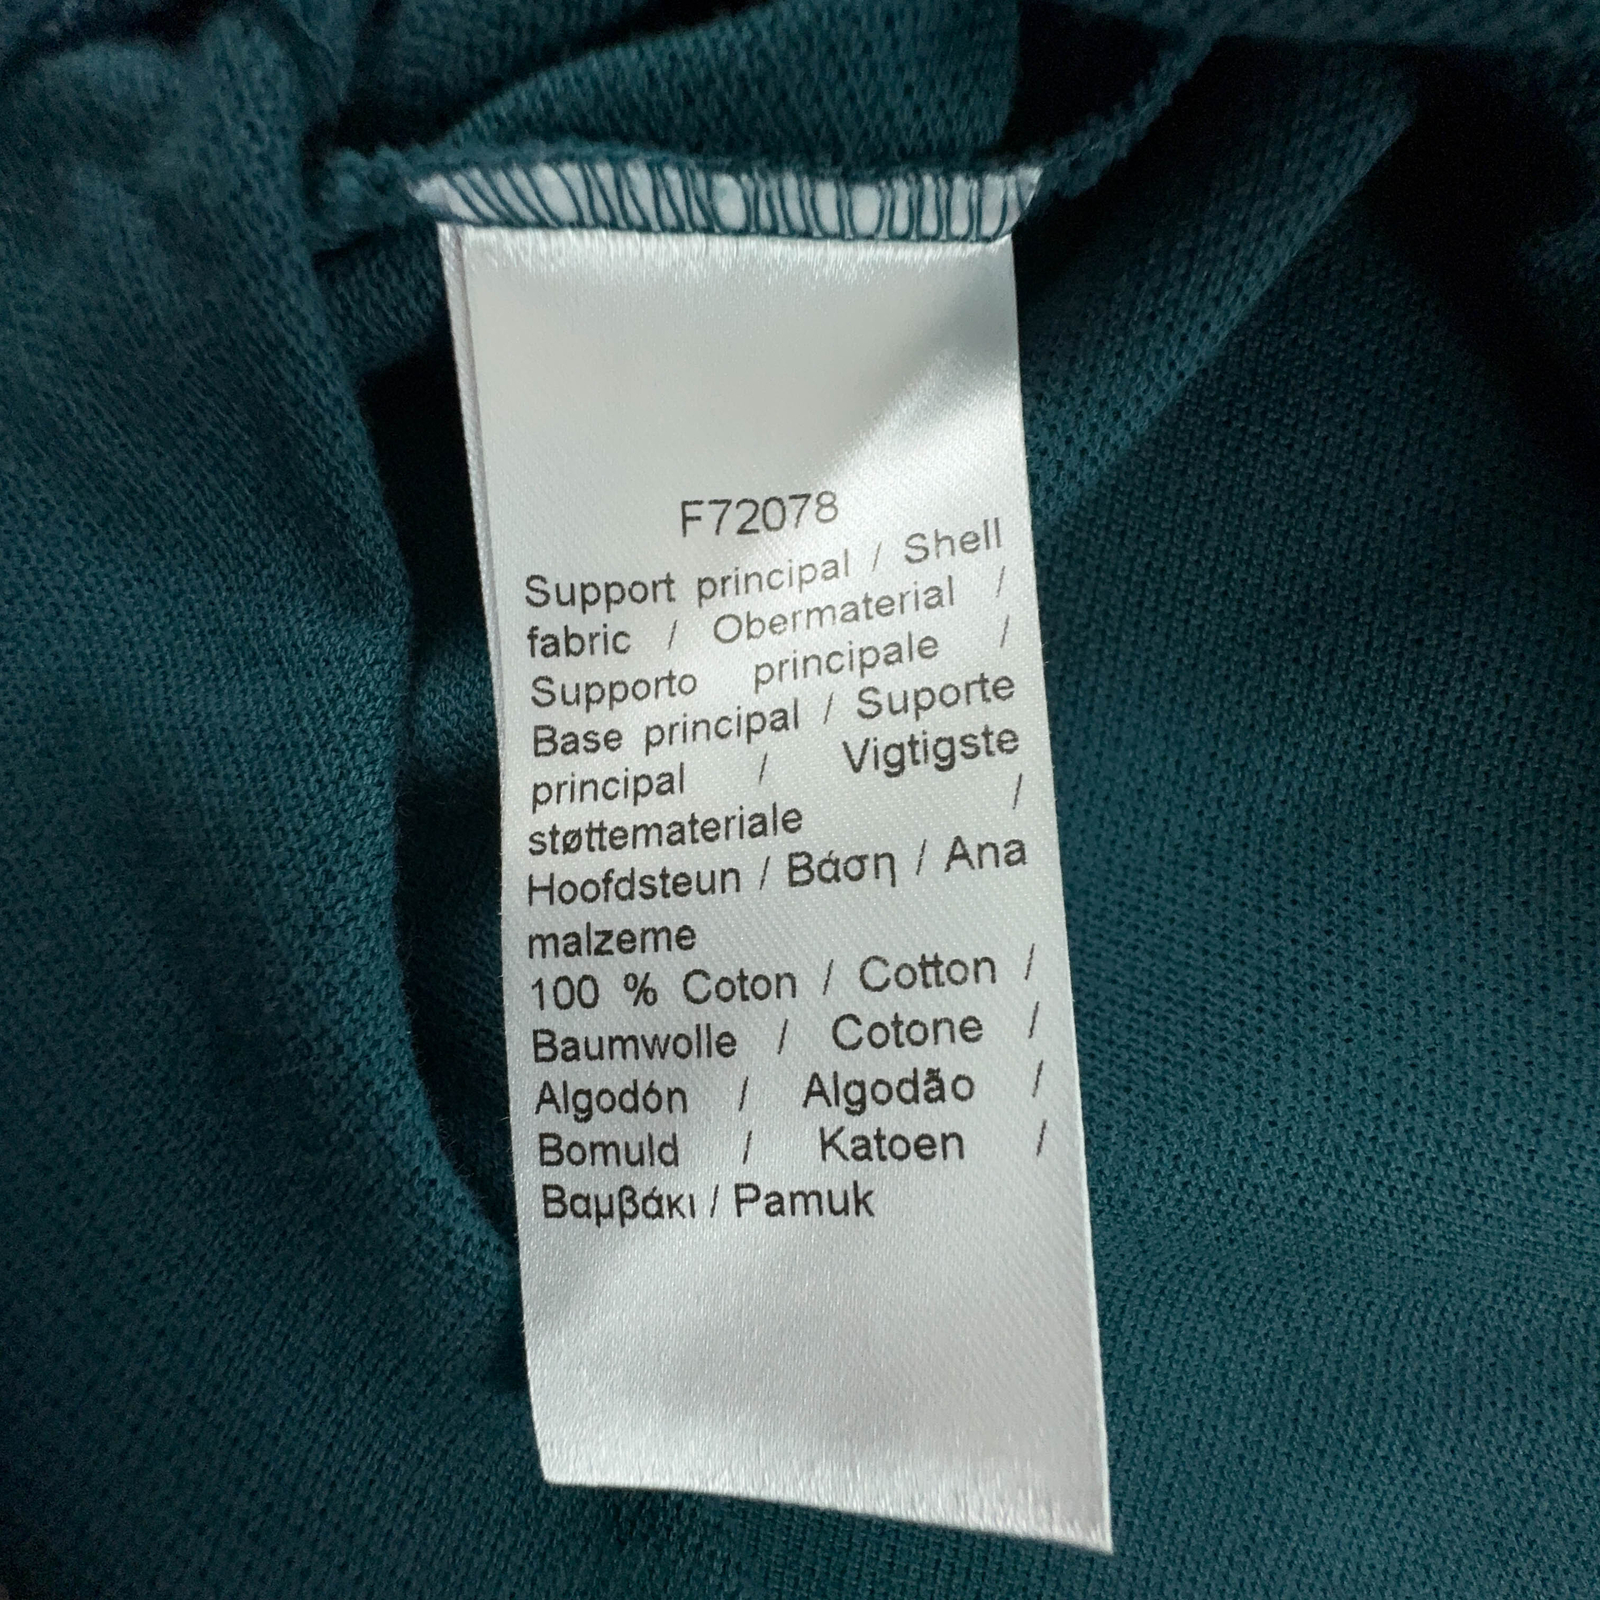 F72078
Support principal / Shell
fabric / Obermaterial /
Supporto principale /
Base principal / Suporte
principal / Vigtigste
støttemateriale /
Hoofdsteun / Βάση / Ana
malzeme
100 % Coton / Cotton /
Baumwolle / Cotone /
Algodón / Algodão /
Bomuld / Katoen /
Βαμβάκι / Pamuk